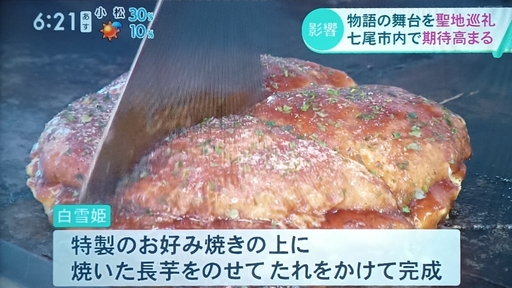 6:21 あす 小松 30℃
10%
影響
物語の舞台を聖地巡礼
七尾市内で期待高まる
白雪姫
特製のお好み焼きの上に
焼いた長芋をのせて たれをかけて完成